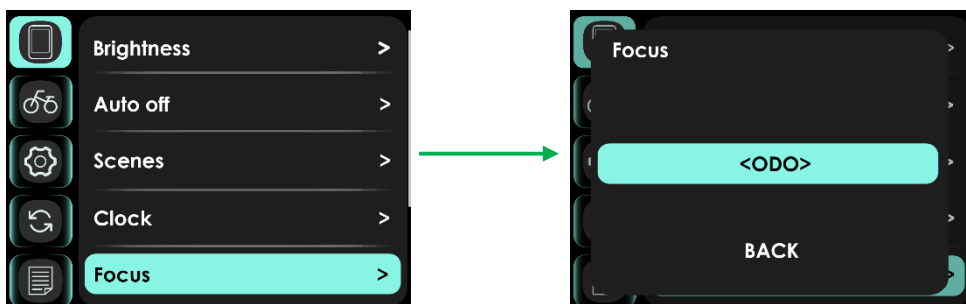 Brightness >
Auto off >
Scenes >
Clock >
Focus >
Focus
<ODO>
BACK